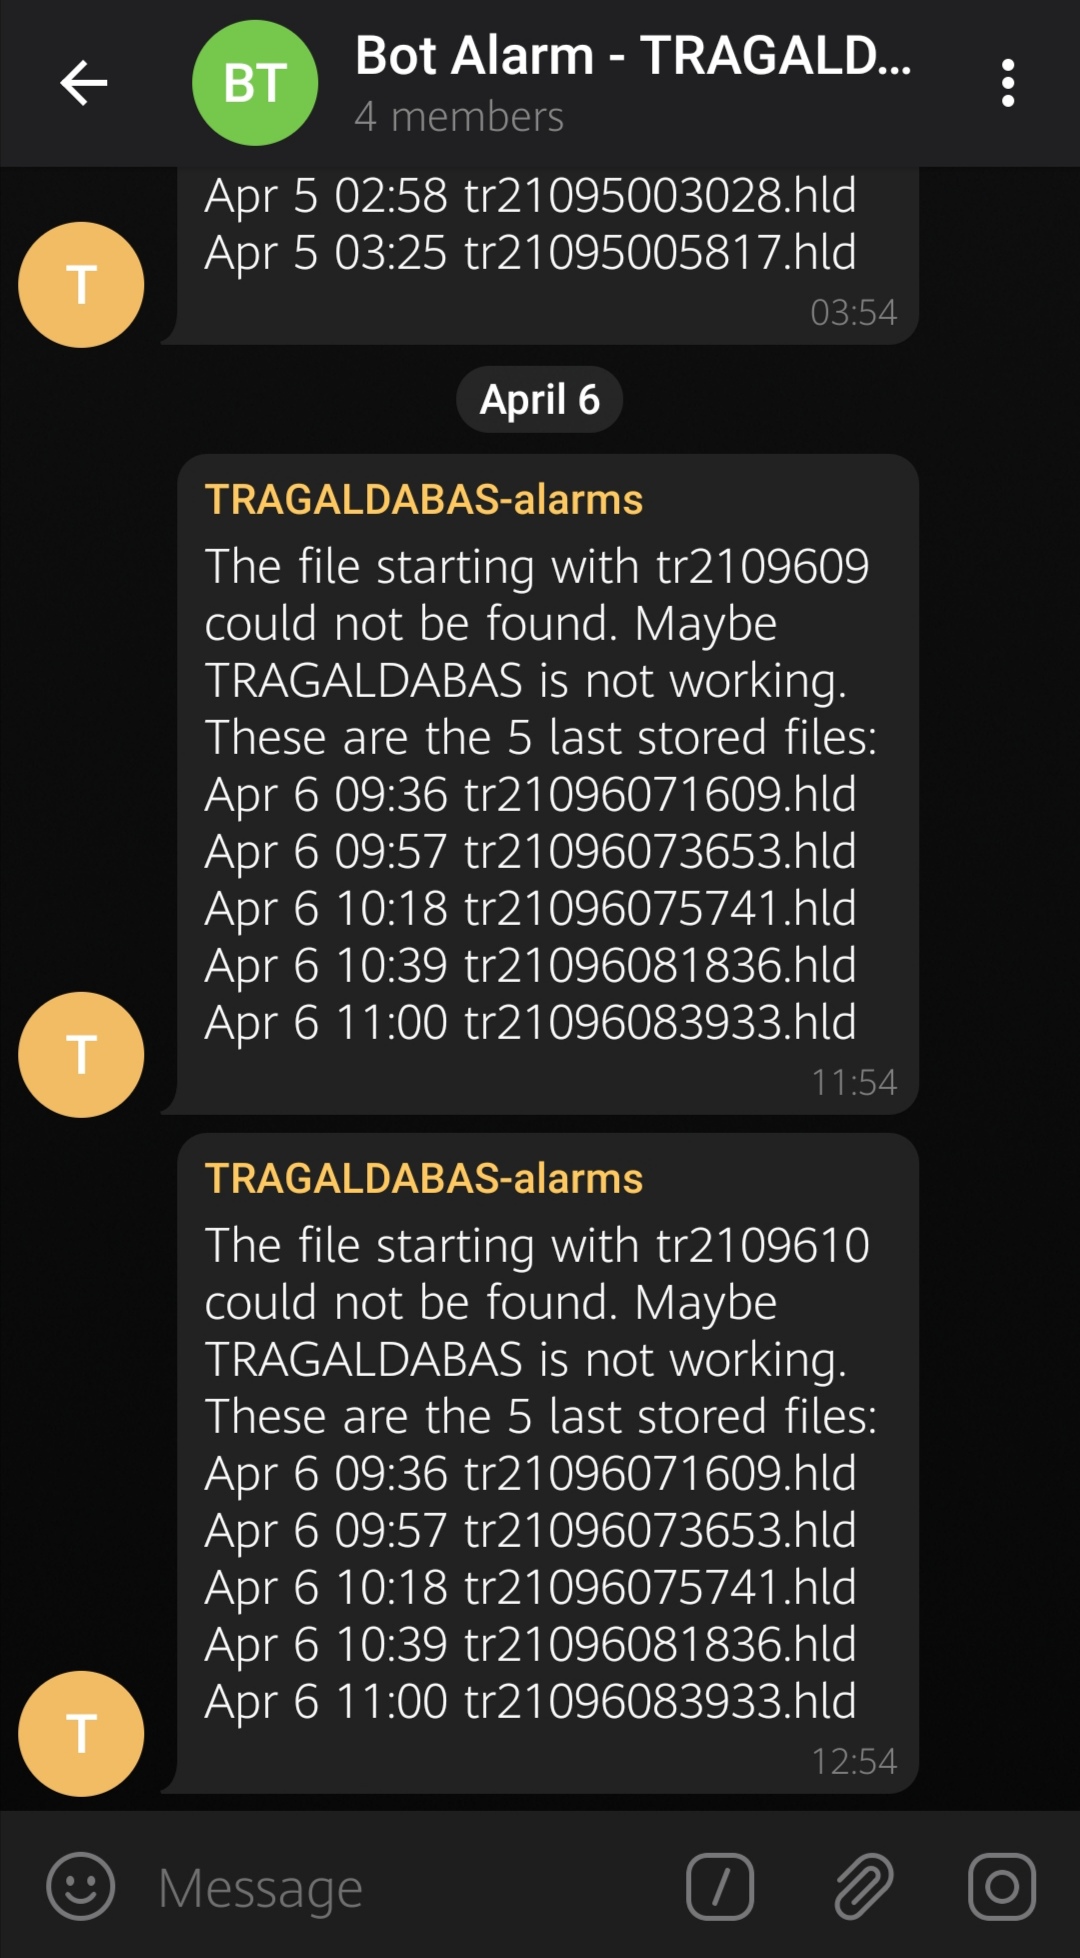 BT
Bot Alarm - TRAGALD...
4 members
Apr 5 02:58 tr21095003028.hld
Apr 5 03:25 tr21095005817.hld
03:54
T
April 6
TRAGALDABAS-alarms
The file starting with tr2109609
could not be found. Maybe
TRAGALDABAS is not working.
These are the 5 last stored files:
Apr 6 09:36 tr21096071609.hld
Apr 6 09:57 tr21096073653.hld
Apr 6 10:18 tr21096075741.hld
Apr 6 10:39 tr21096081836.hld
Apr 6 11:00 tr21096083933.hld
T
11:54
TRAGALDABAS-alarms
The file starting with tr2109610
could not be found. Maybe
TRAGALDABAS is not working.
These are the 5 last stored files:
Apr 6 09:36 tr21096071609.hld
Apr 6 09:57 tr21096073653.hld
Apr 6 10:18 tr21096075741.hld
Apr 6 10:39 tr21096081836.hld
Apr 6 11:00 tr21096083933.hld
T
12:54
Message